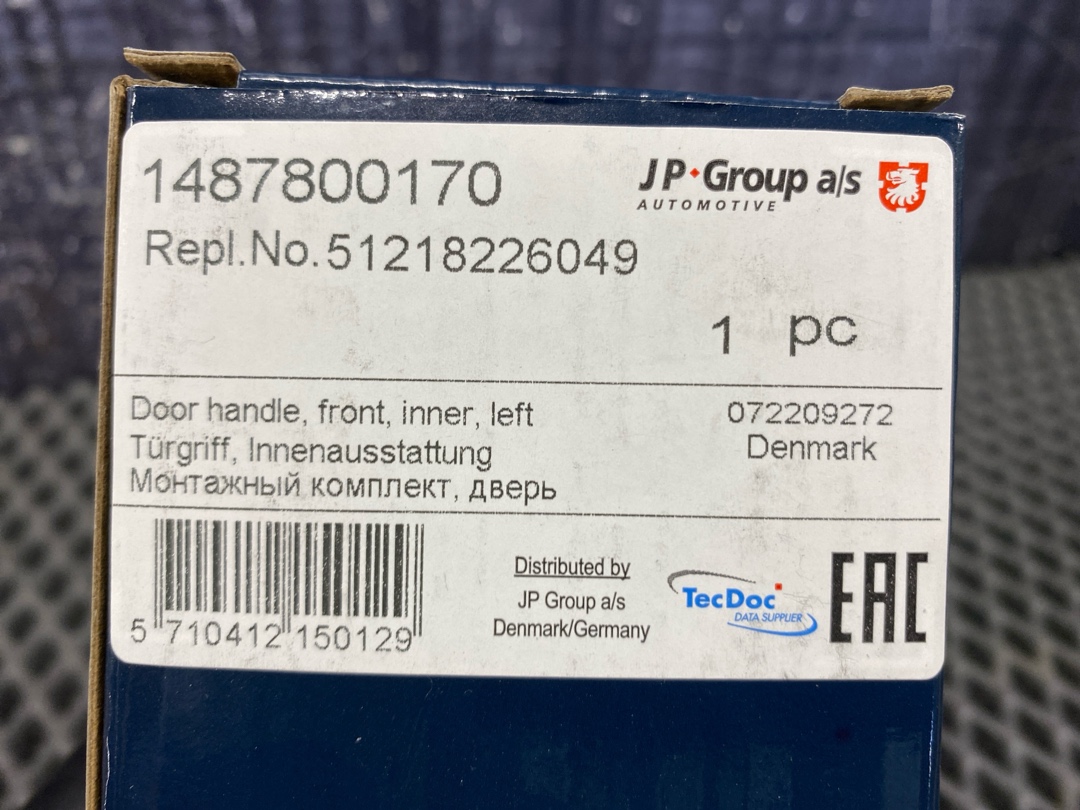 1487800170
JP Group a/s
AUTOMOTIVE
Repl.No.51218226049
1 pc
Door handle, front, inner, left
Türgriff, Innenausstattung
Монтажный комплект, дверь
072209272
Denmark
5 710412 150129
Distributed by
JP Group a/s
Denmark/Germany
TecDoc
DATA SUPPLIER
EAC